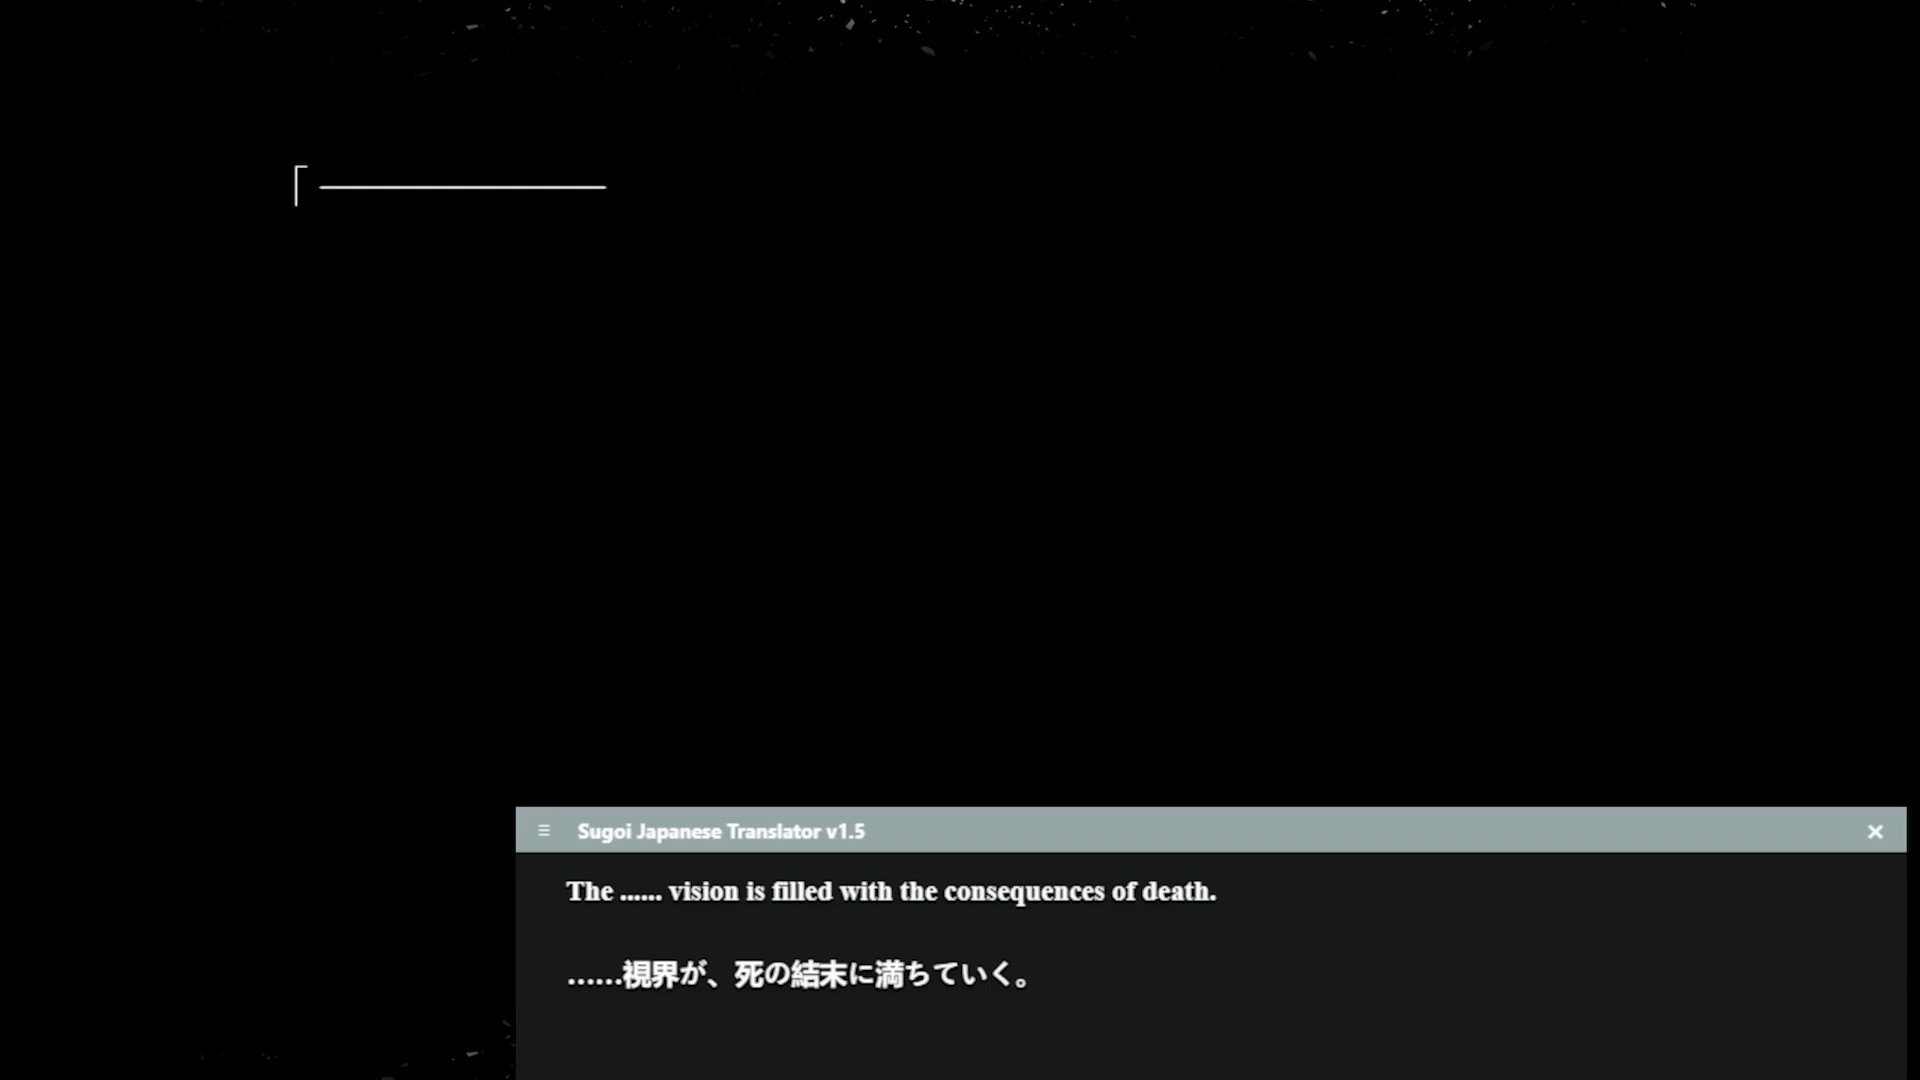 「――――――
☰ Sugoi Japanese Translator v1.5 ×
The ...... vision is filled with the consequences of death.
……視界が、死の結末に満ちていく。